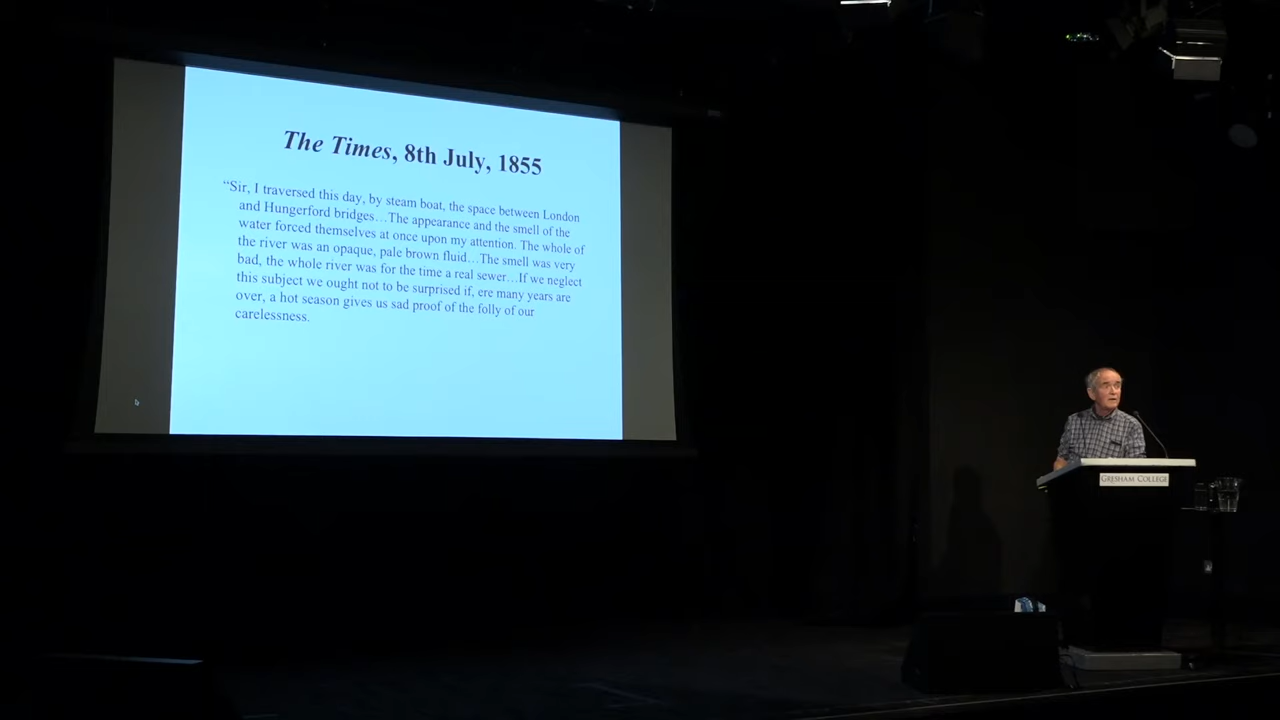 The Times, 8th July, 1855
“Sir, I traversed this day, by steam boat, the space between London
and Hungerford bridges…The appearance and the smell of the
water forced themselves at once upon my attention. The whole of
the river was an opaque, pale brown fluid…The smell was very
bad, the whole river was for the time a real sewer…If we neglect
this subject we ought not to be surprised if, ere many years are
over, a hot season gives us sad proof of the folly of our
carelessness.
GRESHAM COLLEGE